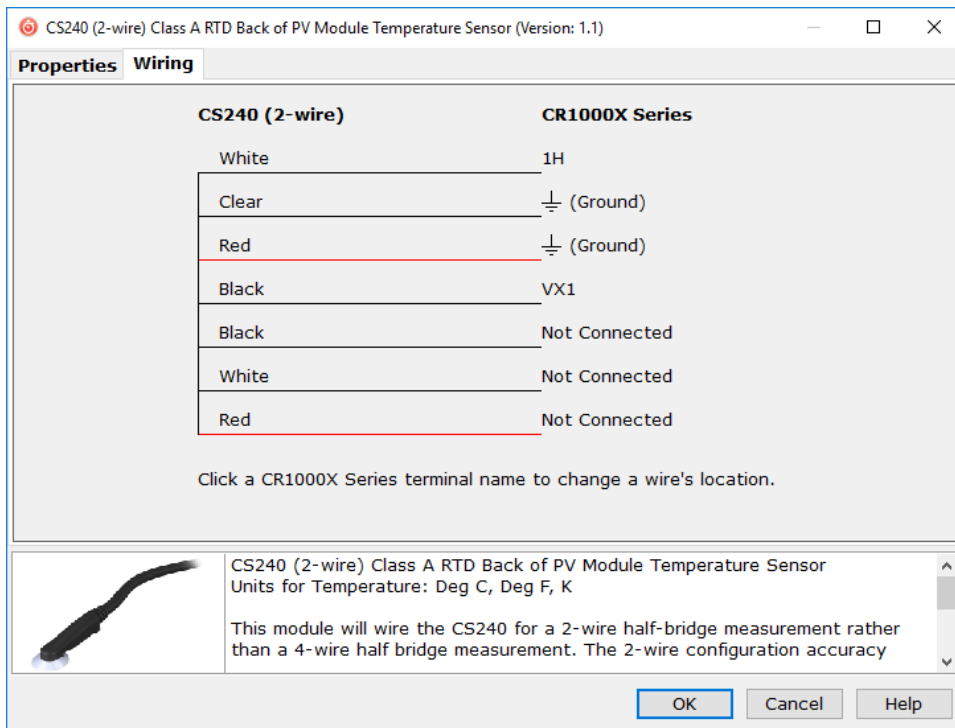 CS240 (2-wire) Class A RTD Back of PV Module Temperature Sensor (Version: 1.1)
Properties Wiring
CS240 (2-wire) CR1000X Series
White 1H
Clear ⏚ (Ground)
Red ⏚ (Ground)
Black VX1
Black Not Connected
White Not Connected
Red Not Connected
Click a CR1000X Series terminal name to change a wire's location.
CS240 (2-wire) Class A RTD Back of PV Module Temperature Sensor
Units for Temperature: Deg C, Deg F, K
This module will wire the CS240 for a 2-wire half-bridge measurement rather
than a 4-wire half bridge measurement. The 2-wire configuration accuracy
OK Cancel Help